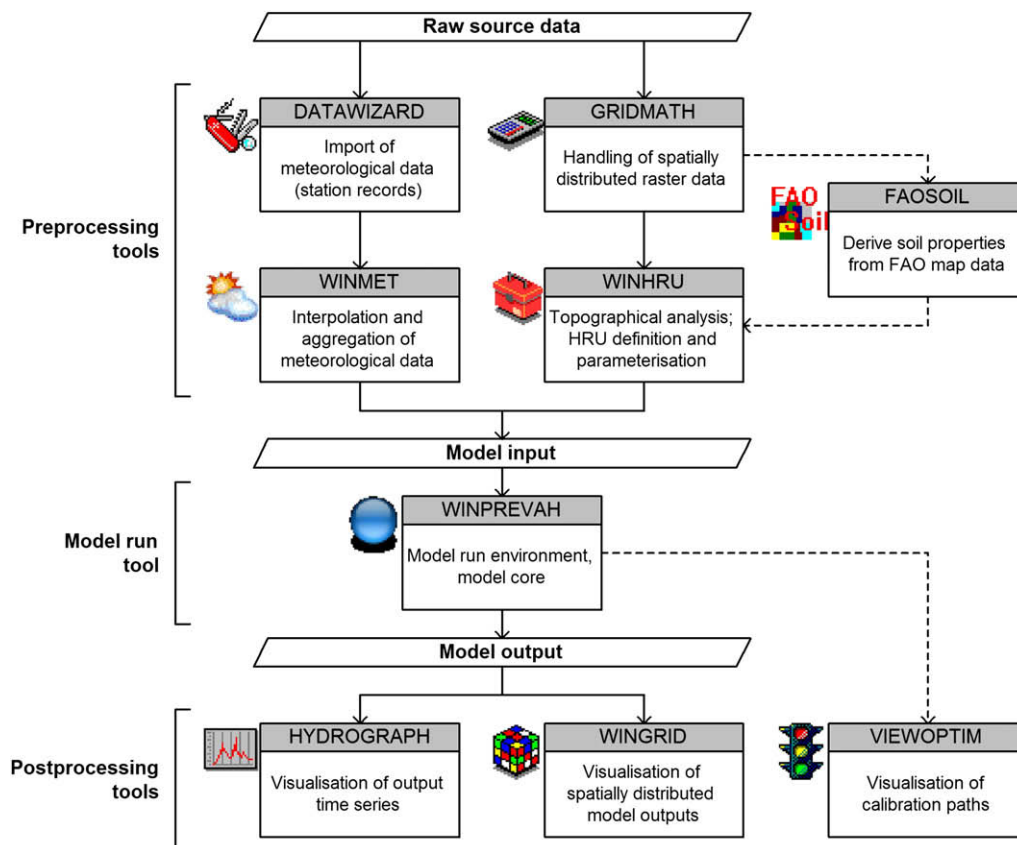 Raw source data
DATAWIZARD
Import of
meteorological data
(station records)
GRIDMATH
Handling of spatially
distributed raster data
FAO
Soil
FAOSOIL
Derive soil properties
from FAO map data
Preprocessing
tools
WINMET
Interpolation and
aggregation of
meteorological data
WINHRU
Topographical analysis;
HRU definition and
parameterisation
Model input
Model run
tool
WINPREVAH
Model run environment,
model core
Model output
Postprocessing
tools
HYDROGRAPH
Visualisation of output
time series
WINGRID
Visualisation of
spatially distributed
model outputs
VIEWOPTIM
Visualisation of
calibration paths